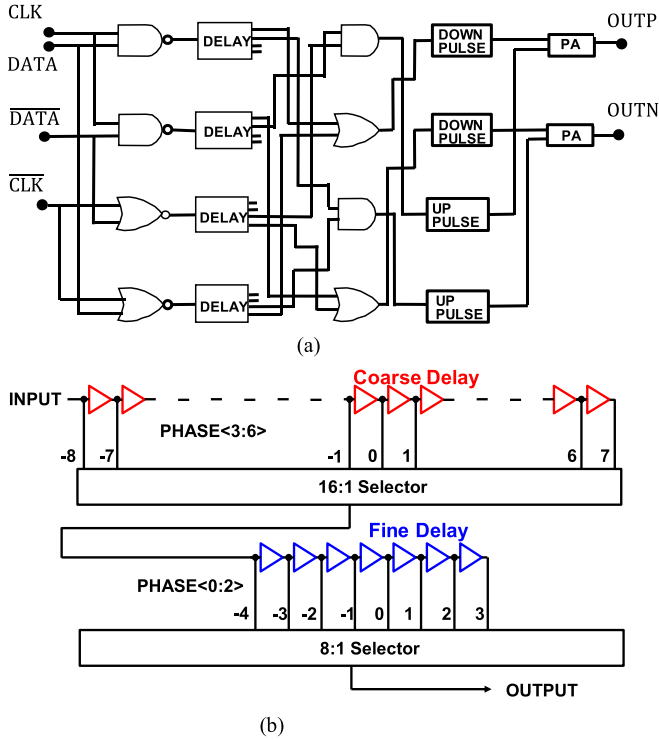 CLK
DATA
DATA
CLK
DELAY
DELAY
DELAY
DELAY
DOWN
PULSE
DOWN
PULSE
UP
PULSE
UP
PULSE
PA
PA
OUTP
OUTN
(a)
Coarse Delay
INPUT
PHASE<3:6>
-8 -7 -1 0 1 6 7
16:1 Selector
Fine Delay
PHASE<0:2>
-4 -3 -2 -1 0 1 2 3
8:1 Selector
OUTPUT
(b)